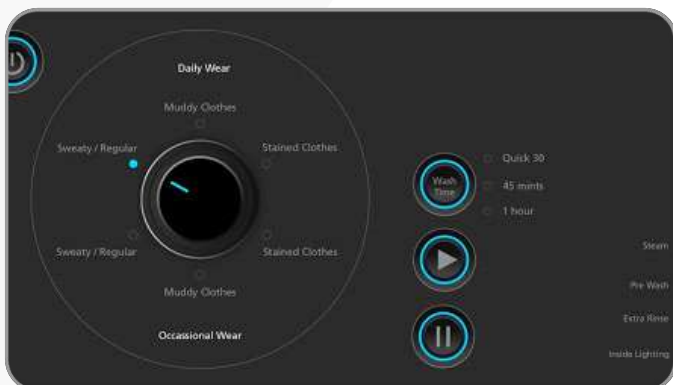 Daily Wear
Muddy Clothes
Sweaty / Regular
Stained Clothes
Sweaty / Regular
Stained Clothes
Muddy Clothes
Occassional Wear
Wash
Time
Quick 30
45 mints
1 hour
Steam
Pre Wash
Extra Rinse
Inside Lighting